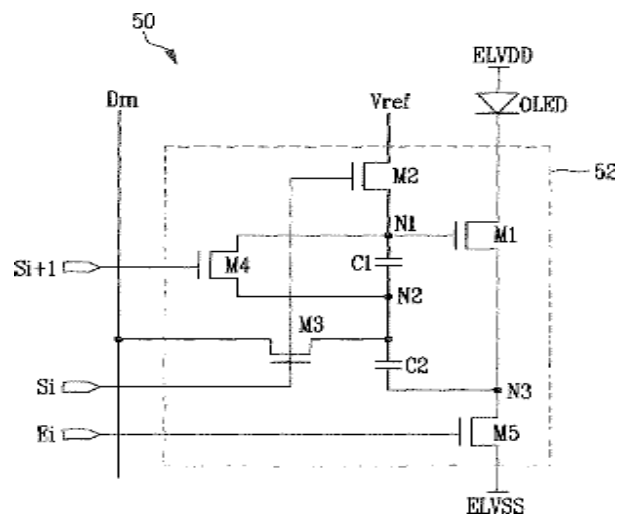 50
ELVDD
Dm
Vref
OLED
M2
52
N1
M1
Si+1
M4
C1
N2
M3
C2
Si
N3
Ei
M5
ELVSS